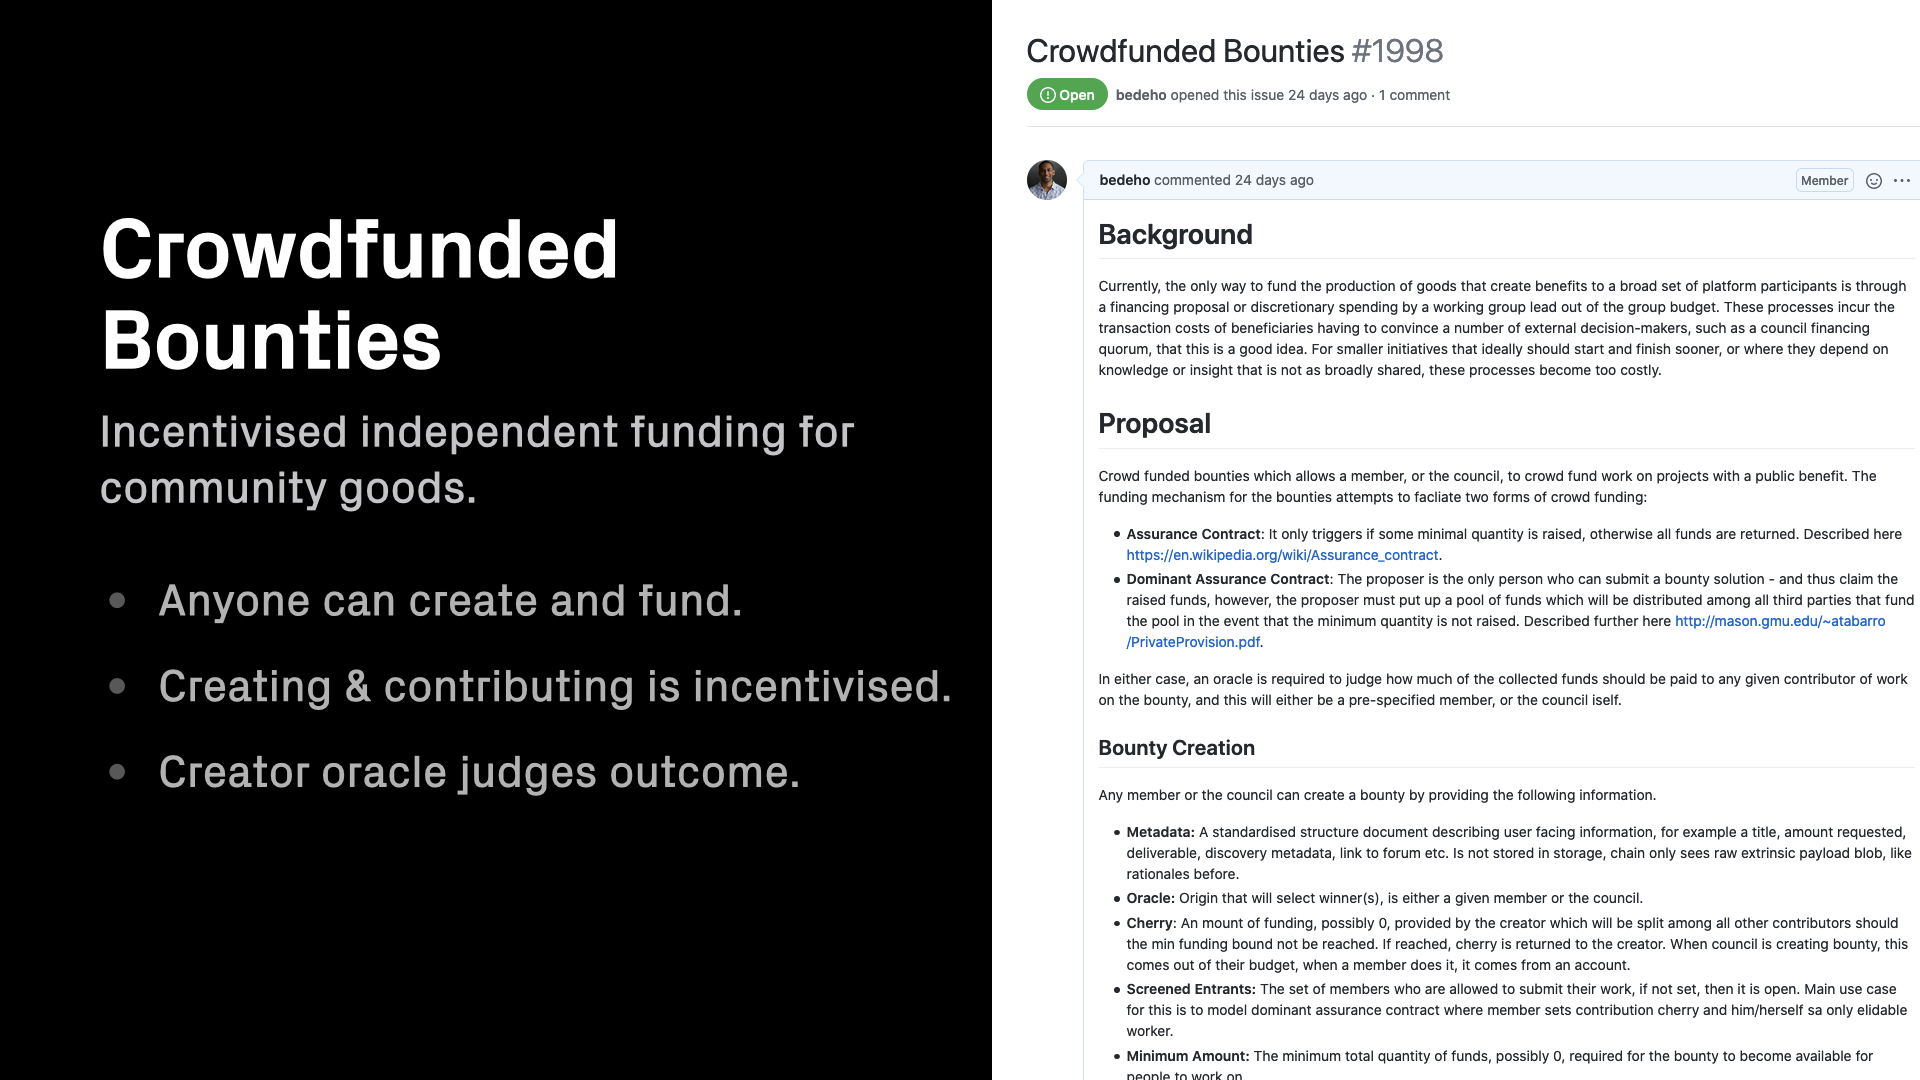 Crowdfunded
Bounties
Incentivised independent funding for
community goods.
• Anyone can create and fund.
• Creating & contributing is incentivised.
• Creator oracle judges outcome.
Crowdfunded Bounties #1998
Open bedeho opened this issue 24 days ago · 1 comment
bedeho commented 24 days ago
Member
Background
Currently, the only way to fund the production of goods that create benefits to a broad set of platform participants is through
a financing proposal or discretionary spending by a working group lead out of the group budget. These processes incur the
transaction costs of beneficiaries having to convince a number of external decision-makers, such as a council financing
quorum, that this is a good idea. For smaller initiatives that ideally should start and finish sooner, or where they depend on
knowledge or insight that is not as broadly shared, these processes become too costly.
Proposal
Crowd funded bounties which allows a member, or the council, to crowd fund work on projects with a public benefit. The
funding mechanism for the bounties attempts to facliate two forms of crowd funding:
• Assurance Contract: It only triggers if some minimal quantity is raised, otherwise all funds are returned. Described here
https://en.wikipedia.org/wiki/Assurance_contract.
• Dominant Assurance Contract: The proposer is the only person who can submit a bounty solution - and thus claim the
raised funds, however, the proposer must put up a pool of funds which will be distributed among all third parties that fund
the pool in the event that the minimum quantity is not raised. Described further here http://mason.gmu.edu/~atabarro
/PrivateProvision.pdf.
In either case, an oracle is required to judge how much of the collected funds should be paid to any given contributor of work
on the bounty, and this will either be a pre-specified member, or the council iself.
Bounty Creation
Any member or the council can create a bounty by providing the following information.
• Metadata: A standardised structure document describing user facing information, for example a title, amount requested,
deliverable, discovery metadata, link to forum etc. Is not stored in storage, chain only sees raw extrinsic payload blob, like
rationales before.
• Oracle: Origin that will select winner(s), is either a given member or the council.
• Cherry: An mount of funding, possibly 0, provided by the creator which will be split among all other contributors should
the min funding bound not be reached. If reached, cherry is returned to the creator. When council is creating bounty, this
comes out of their budget, when a member does it, it comes from an account.
• Screened Entrants: The set of members who are allowed to submit their work, if not set, then it is open. Main use case
for this is to model dominant assurance contract where member sets contribution cherry and him/herself sa only elidable
worker.
• Minimum Amount: The minimum total quantity of funds, possibly 0, required for the bounty to become available for
people to work on